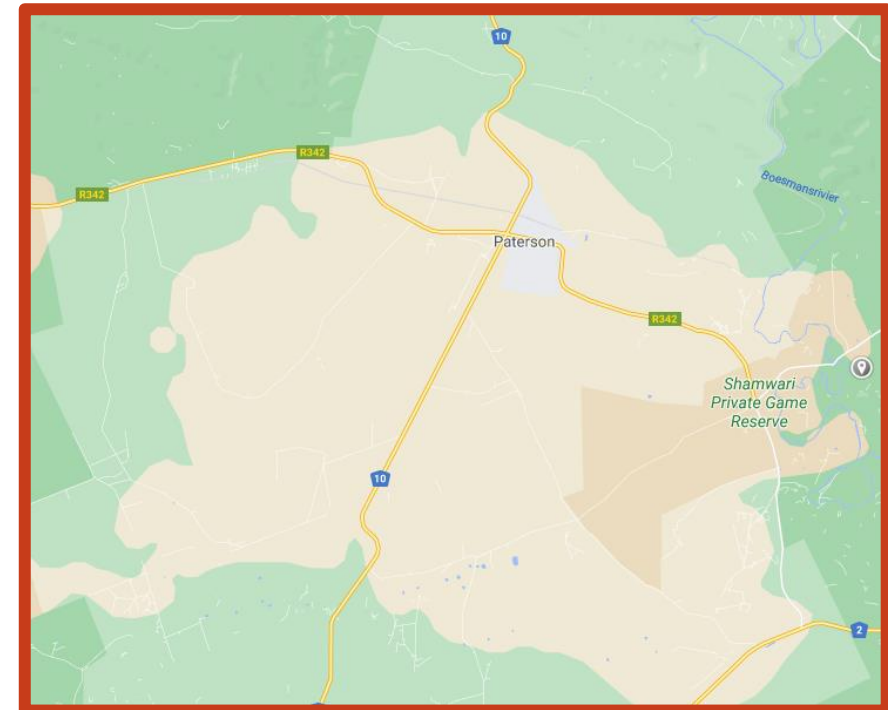 10
R342
R342
Boesmansrivier
Paterson
R342
Shamwari
Private Game
Reserve
10
2